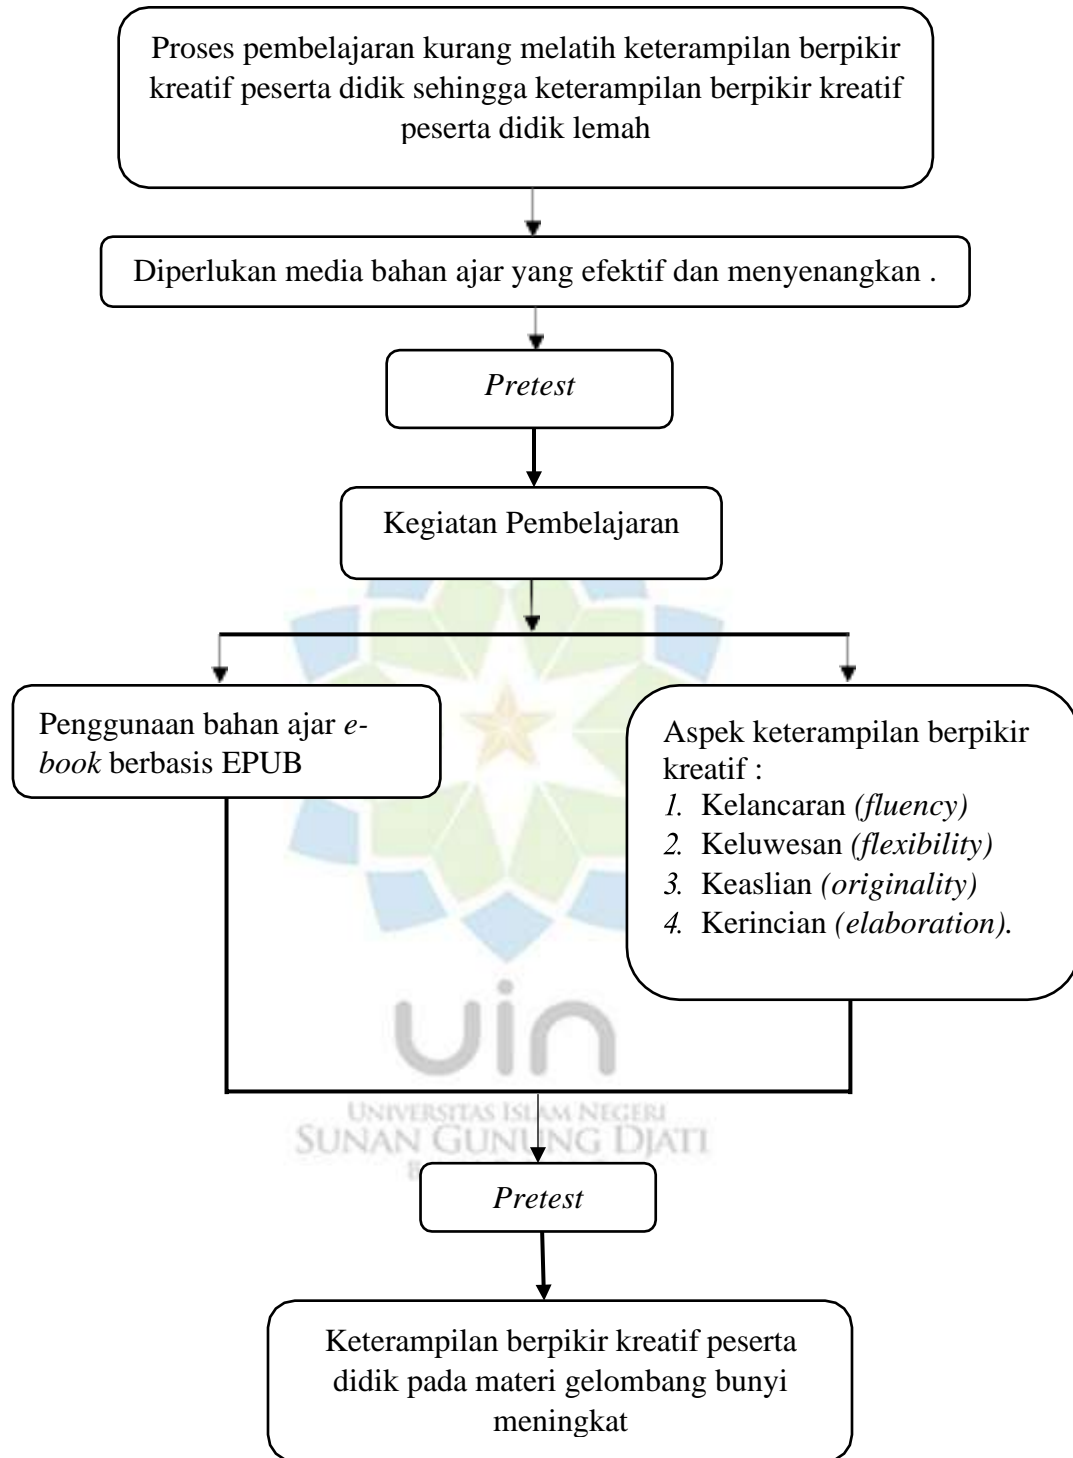 Proses pembelajaran kurang melatih keterampilan berpikir
kreatif peserta didik sehingga keterampilan berpikir kreatif
peserta didik lemah
Diperlukan media bahan ajar yang efektif dan menyenangkan .
Pretest
Kegiatan Pembelajaran
Penggunaan bahan ajar e-
book berbasis EPUB
Aspek keterampilan berpikir
kreatif :
1. Kelancaran (fluency)
2. Keluwesan (flexibility)
3. Keaslian (originality)
4. Kerincian (elaboration).
uin
UNIVERSITAS ISLAM NEGERI
SUNAN GUNUNG DJATI
Pretest
Keterampilan berpikir kreatif peserta
didik pada materi gelombang bunyi
meningkat